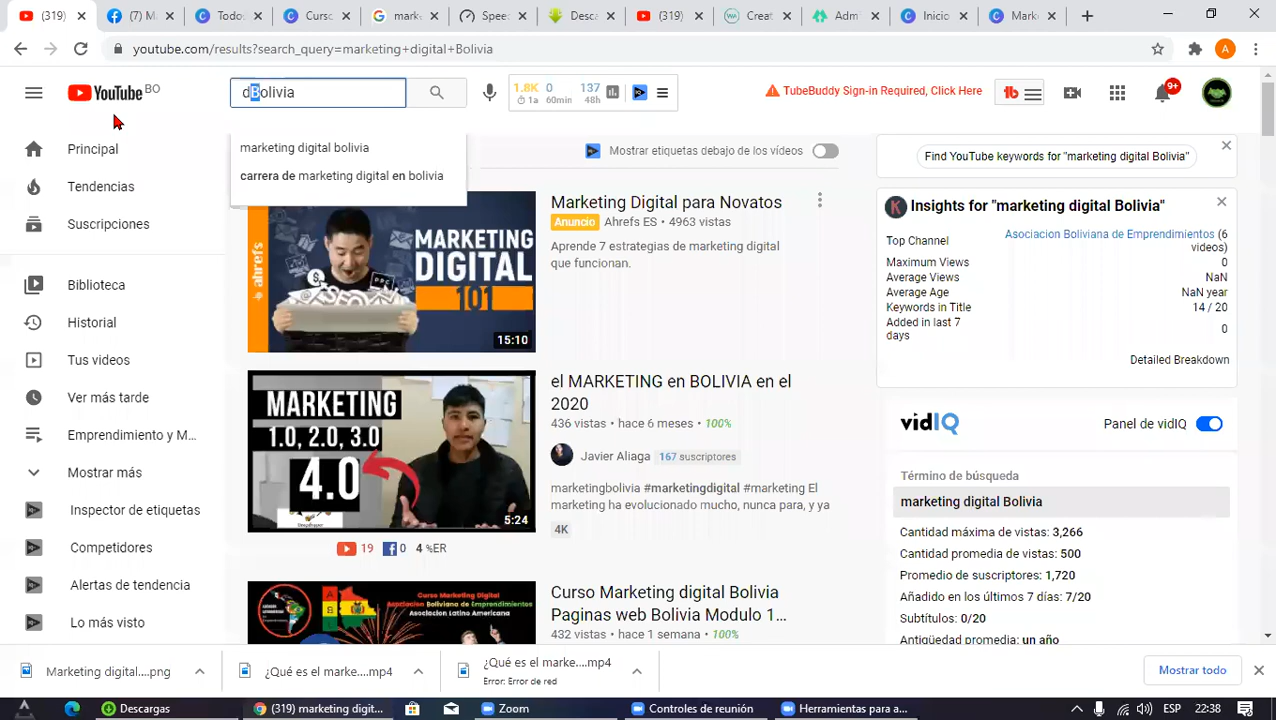 (319)
(7) M
Todo
Curso
mark
Spee
Desca
(319)
Creat
Adm
Inicio
Mark
youtube.com/results?search_query=marketing+digital+Bolivia
A
YouTube BO
dBolivia
1.8K 0 137
1a 60min 48h
TubeBuddy Sign-in Required, Click Here
tb
9+
marketing digital bolivia
carrera de marketing digital en bolivia
Principal
Tendencias
Suscripciones
Biblioteca
Historial
Tus videos
Ver más tarde
Emprendimiento y M...
Mostrar más
Inspector de etiquetas
Competidores
Alertas de tendencia
Lo más visto
Mostrar etiquetas debajo de los vídeos
ahrefs
MARKETING
DIGITAL
101
15:10
Marketing Digital para Novatos
Anuncio Ahrefs ES • 4963 vistas
Aprende 7 estrategias de marketing digital
que funcionan.
MARKETING
1.0, 2.0, 3.0
4.0
5:24
el MARKETING en BOLIVIA en el
2020
436 vistas • hace 6 meses • 100%
Javier Aliaga 167 suscriptores
marketingbolivia #marketingdigital #marketing El
marketing ha evolucionado mucho, nunca para, y ya
4K
19 0 4 %ER
Curso Marketing Digital
Asociacion Boliviana de Emprendimientos
Asociacion Latino Americana
Curso Marketing digital Bolivia
Paginas web Bolivia Modulo 1...
432 vistas • hace 1 semana • 100%
Find YouTube keywords for "marketing digital Bolivia"
K
Insights for "marketing digital Bolivia"
Top Channel Asociacion Boliviana de Emprendimientos (6
videos)
Maximum Views 0
Average Views NaN
Average Age NaN year
Keywords in Title 14 / 20
Added in last 7
days 0
Detailed Breakdown
vidIQ
Panel de vidIQ
Término de búsqueda
marketing digital Bolivia
Cantidad máxima de vistas: 3,266
Cantidad promedia de vistas: 500
Promedio de suscriptores: 1,720
Añadido en los últimos 7 días: 7/20
Subtítulos: 0/20
Antigüedad promedia: un año
Marketing digital....png
¿Qué es el marke....mp4
¿Qué es el marke....mp4
Error: Error de red
Mostrar todo
Descargas
(319) marketing digit...
Zoom
Controles de reunión
Herramientas para a...
ESP
22:38